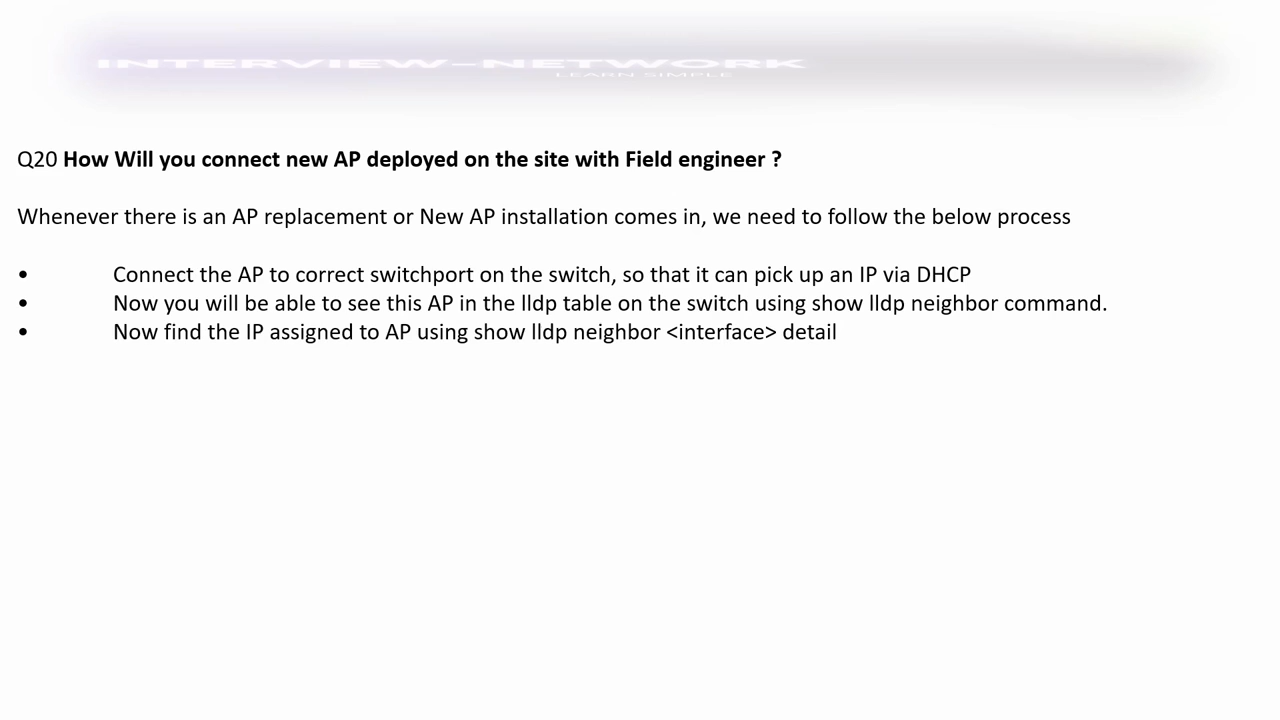 INTERVIEW-NETWORK
LEARN SIMPLE
Q20 How Will you connect new AP deployed on the site with Field engineer ?
Whenever there is an AP replacement or New AP installation comes in, we need to follow the below process
• Connect the AP to correct switchport on the switch, so that it can pick up an IP via DHCP
• Now you will be able to see this AP in the lldp table on the switch using show lldp neighbor command.
• Now find the IP assigned to AP using show lldp neighbor <interface> detail